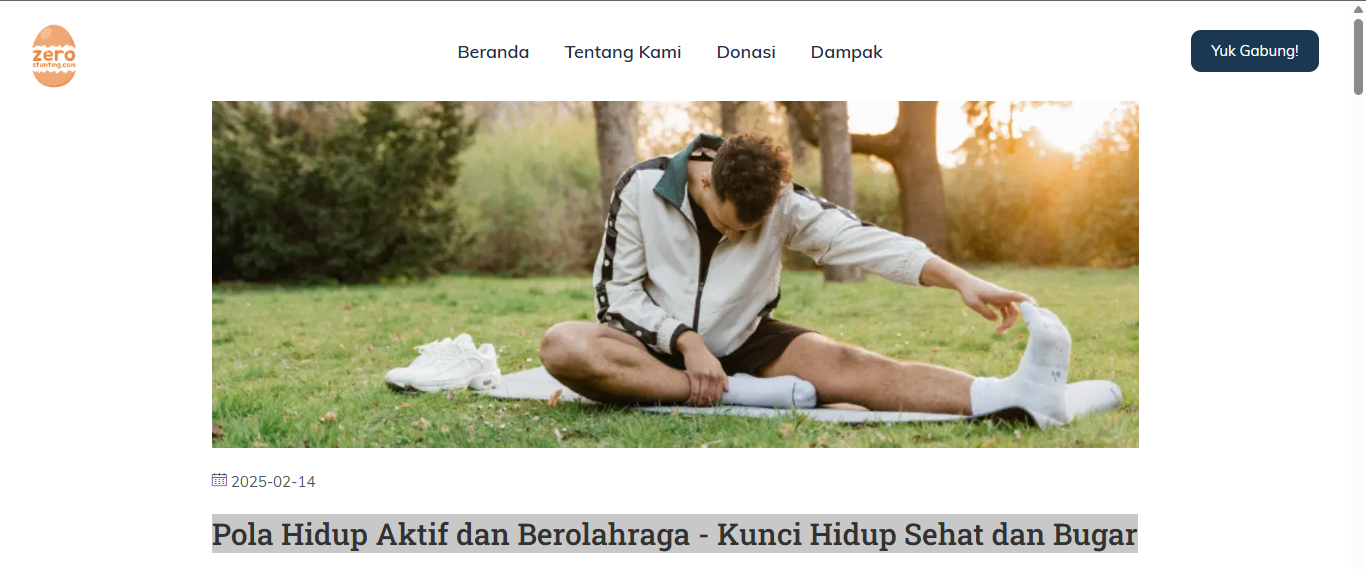 zero
stunting.com
Beranda
Tentang Kami
Donasi
Dampak
Yuk Gabung!
2025-02-14
Pola Hidup Aktif dan Berolahraga - Kunci Hidup Sehat dan Bugar